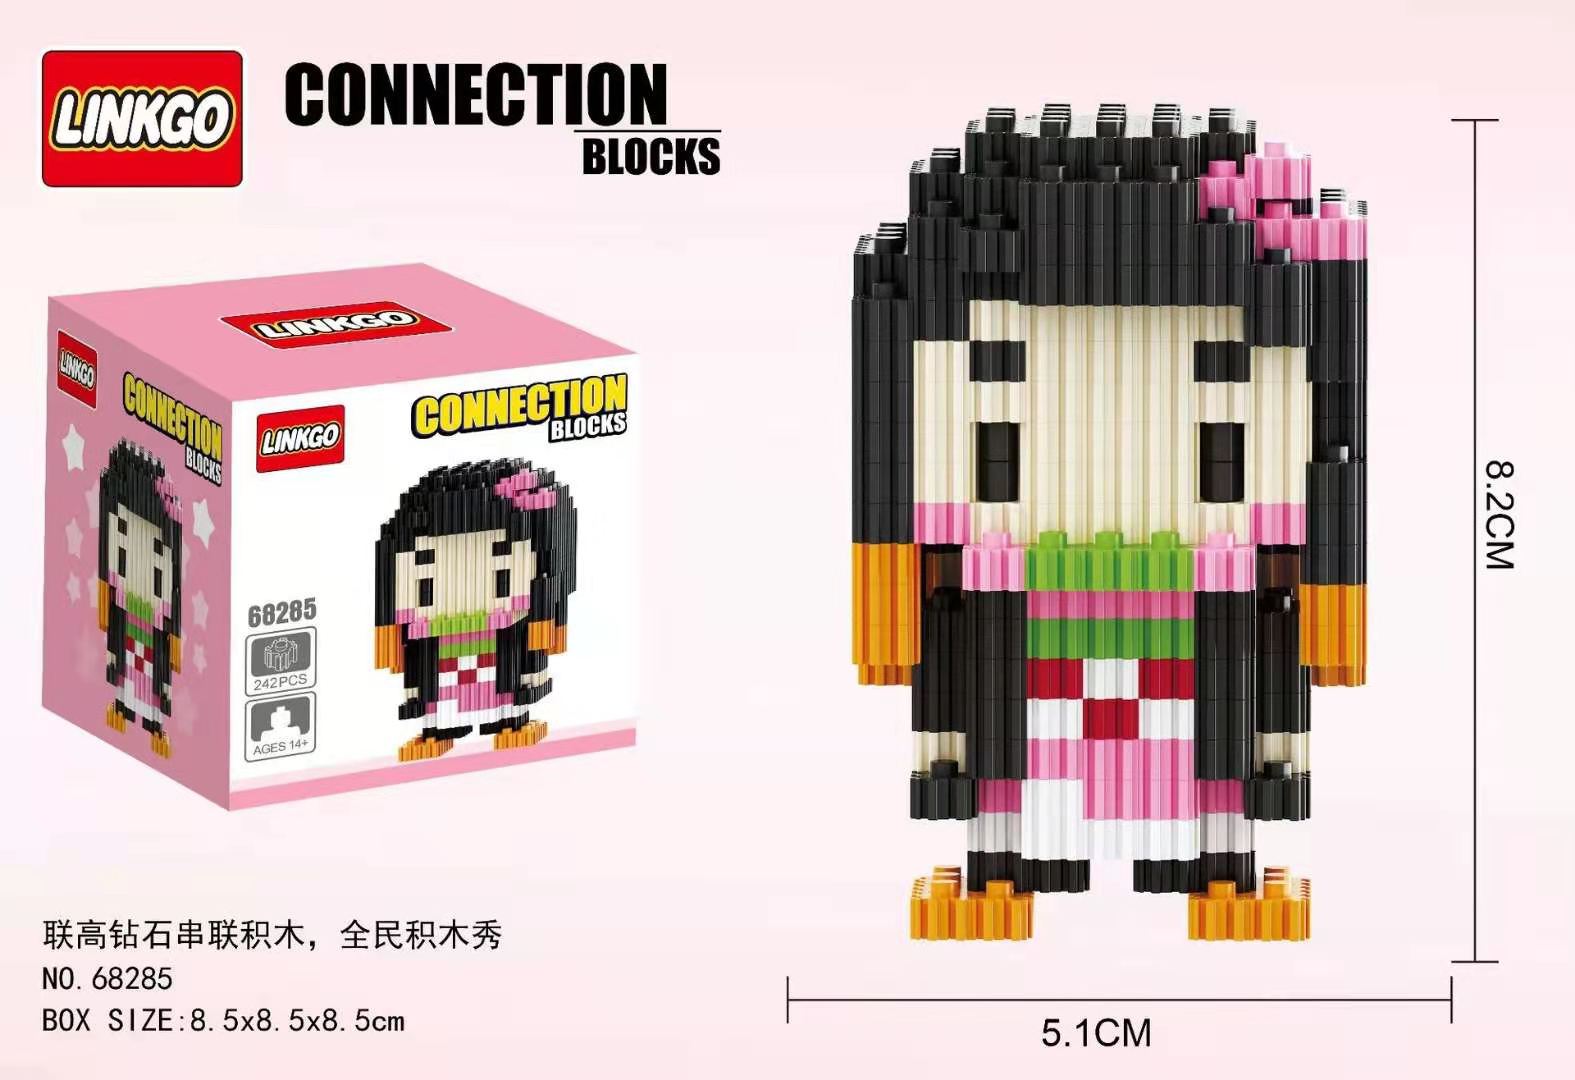 LINKGO
CONNECTION
BLOCKS
LINKGO
LINKGO
CONNECTION
BLOCKS
LINKGO
CONNECTION
BLOCKS
68285
242PCS
AGES 14+
8.2CM
5.1CM
联高钻石串联积木，全民积木秀
NO.68285
BOX SIZE:8.5x8.5x8.5cm